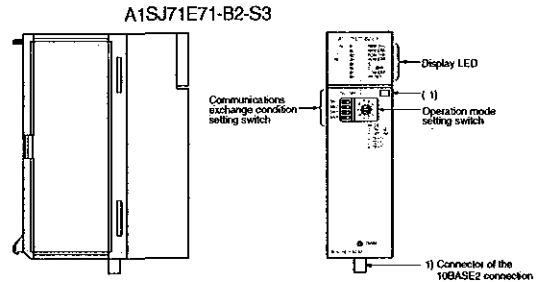 A1SJ71E71-B2-S3
Display LED
( 1)
Communications
exchange condition
setting switch
Operation mode
setting switch
1) Connector of the
10BASE2 connection